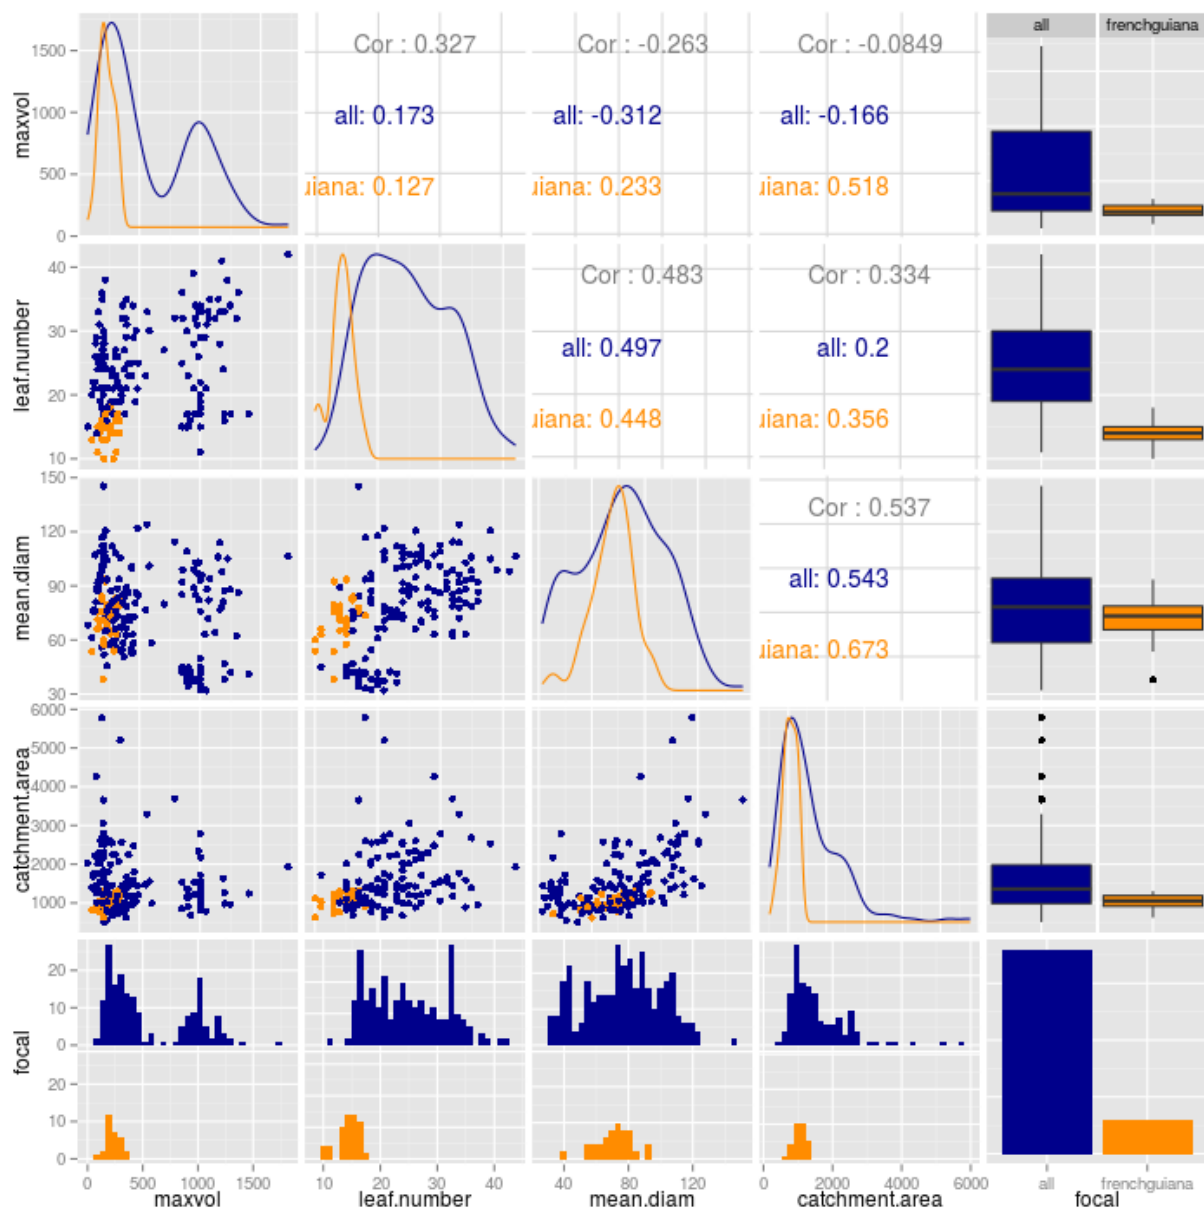 all frenchguiana
Cor : 0.327 Cor : -0.263 Cor : -0.0849
all: 0.173 all: -0.312 all: -0.166
uiana: 0.127 uiana: 0.233 uiana: 0.518
maxvol
1500
1000
500
0
Cor : 0.483 Cor : 0.334
all: 0.497 all: 0.2
uiana: 0.448 uiana: 0.356
leaf.number
40
30
20
10
Cor : 0.537
all: 0.543
uiana: 0.673
mean.diam
150
120
90
60
30
catchment.area
6000
5000
4000
3000
2000
1000
focal
20
10
0
20
10
0
0 500 1000 1500 10 20 30 40 40 80 120 0 2000 4000 6000 all frenchguiana
maxvol leaf.number mean.diam catchment.area focal